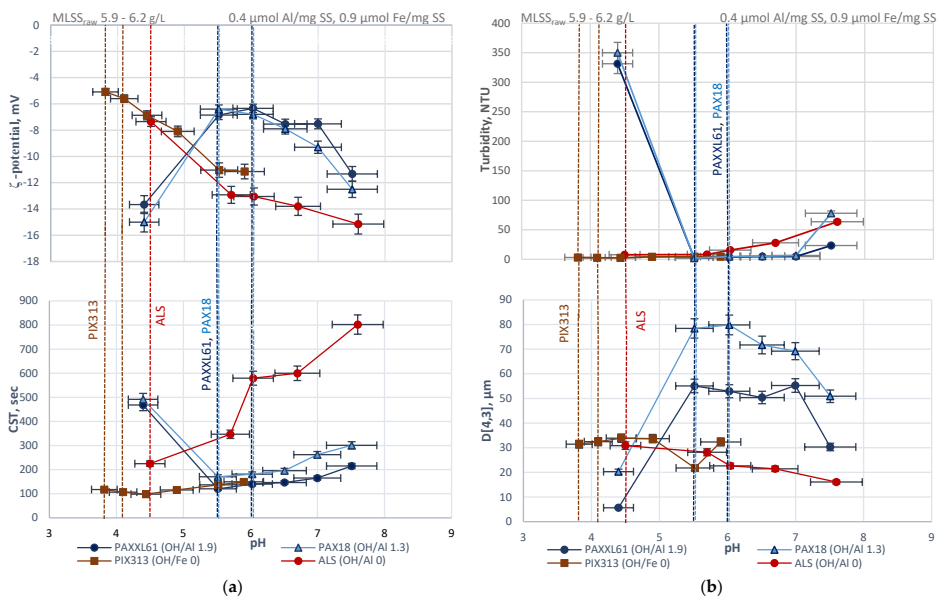 MLSSraw 5.9 - 6.2 g/L
0.4 µmol Al/mg SS, 0.9 µmol Fe/mg SS
0
-2
-4
-6
-8
-10
-12
-14
-16
-18
ζ -potential, mV
900
800
700
600
500
400
300
200
100
0
CST, sec
PIX313
ALS
PAXXL61, PAX18
3
4
5
6
7
8
9
pH
PAXXL61 (OH/Al 1.9)
PAX18 (OH/Al 1.3)
PIX313 (OH/Fe 0)
ALS (OH/Al 0)
(a)
MLSSraw 5.9 - 6.2 g/L
0.4 µmol Al/mg SS, 0.9 µmol Fe/mg SS
400
350
300
250
200
150
100
50
0
Turbidity, NTU
PAXXL61, PAX18
90
80
70
60
50
40
30
20
10
0
D[4,3], µm
PIX313
ALS
3
4
5
6
7
8
9
pH
PAXXL61 (OH/Al 1.9)
PAX18 (OH/Al 1.3)
PIX313 (OH/Fe 0)
ALS (OH/Al 0)
(b)